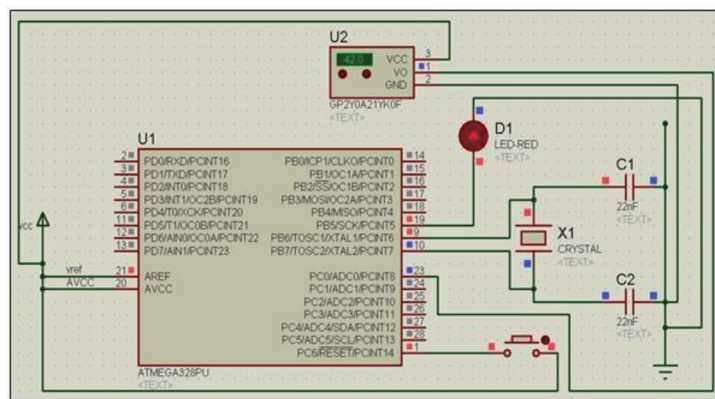 U2
42.0
VCC 3
VO 1
GND 2
GP2Y0A21YK0F
<TEXT>
D1
LED-RED
<TEXT>
U1
2 PD0/RXD/PCINT16
3 PD1/TXD/PCINT17
4 PD2/INT0/PCINT18
5 PD3/INT1/OC2B/PCINT19
6 PD4/T0/XCK/PCINT20
11 PD5/T1/OC0B/PCINT21
12 PD6/AIN0/OC0A/PCINT22
13 PD7/AIN1/PCINT23
vref 21 AREF
AVCC 20 AVCC
PB0/ICP1/CLKO/PCINT0 14
PB1/OC1A/PCINT1 15
PB2/SS/OC1B/PCINT2 16
PB3/MOSI/OC2A/PCINT3 17
PB4/MISO/PCINT4 18
PB5/SCK/PCINT5 19
PB6/TOSC1/XTAL1/PCINT6 9
PB7/TOSC2/XTAL2/PCINT7 10
PC0/ADC0/PCINT8 23
PC1/ADC1/PCINT9 24
PC2/ADC2/PCINT10 25
PC3/ADC3/PCINT11 26
PC4/ADC4/SDA/PCINT12 27
PC5/ADC5/SCL/PCINT13 28
PC6/RESET/PCINT14 1
ATMEGA328PU
<TEXT>
VCC
C1
22nF
<TEXT>
X1
CRYSTAL
<TEXT>
C2
22nF
<TEXT>